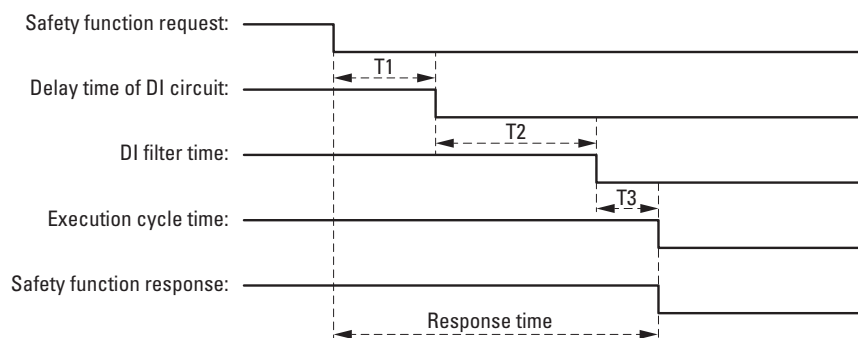 Safety function request:
T1
Delay time of DI circuit:
T2
DI filter time:
T3
Execution cycle time:
Safety function response:
Response time